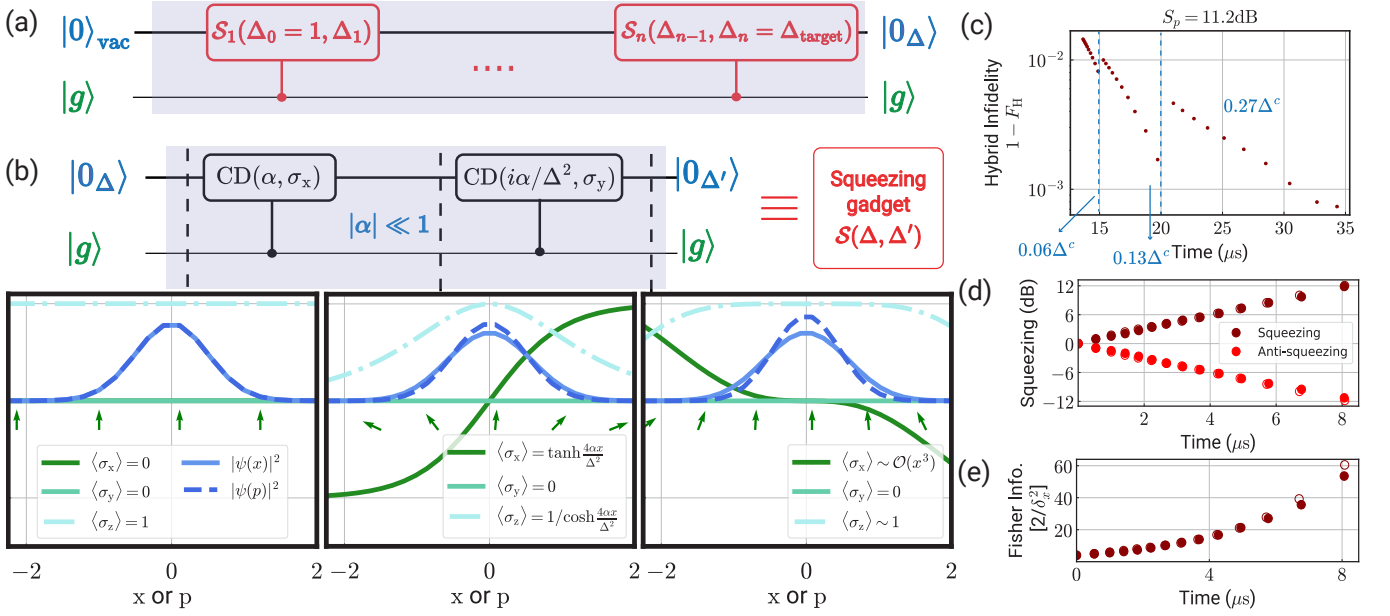 (a)
|0⟩vac
S₁(Δ₀ = 1, Δ₁)
....
Sₙ(Δₙ₋₁, Δₙ = Δtarget)
|0Δ⟩
|g⟩
|g⟩
(b)
|0Δ⟩
CD(α, σx)
CD(iα/Δ², σy)
|0Δ′⟩
|α| ≪ 1
|g⟩
|g⟩
≡
Squeezing
gadget
S(Δ, Δ′)
⟨σx⟩ = 0
⟨σy⟩ = 0
⟨σz⟩ = 1
|ψ(x)|²
|ψ(p)|²
−2
0
2
x or p
⟨σx⟩ = tanh 4αx/Δ²
⟨σy⟩ = 0
⟨σz⟩ = 1/cosh 4αx/Δ²
−2
0
2
x or p
⟨σx⟩ ∼ O(x³)
⟨σy⟩ = 0
⟨σz⟩ ∼ 1
−2
0
2
x or p
(c)
Sp = 11.2dB
Hybrid Infidelity
1 − FH
10⁻²
10⁻³
0.27Δᶜ
0.06Δᶜ
0.13Δᶜ
15
20
25
30
35
Time (μs)
(d)
Squeezing (dB)
12
6
0
−6
−12
Squeezing
Anti-squeezing
2
4
6
8
Time (μs)
(e)
Fisher Info.
[2/δx²]
60
40
20
0
2
4
6
8
Time (μs)